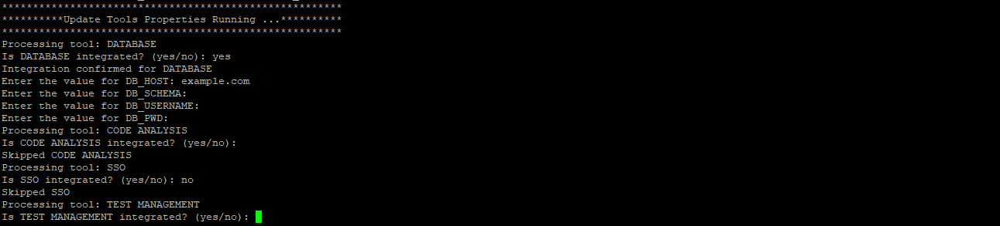 *******************************************************
**********Update Tools Properties Running ...**********
*******************************************************
Processing tool: DATABASE
Is DATABASE integrated? (yes/no): yes
Integration confirmed for DATABASE
Enter the value for DB_HOST: example.com
Enter the value for DB_SCHEMA:
Enter the value for DB_USERNAME:
Enter the value for DB_PWD:
Processing tool: CODE ANALYSIS
Is CODE ANALYSIS integrated? (yes/no):
Skipped CODE ANALYSIS
Processing tool: SSO
Is SSO integrated? (yes/no): no
Skipped SSO
Processing tool: TEST MANAGEMENT
Is TEST MANAGEMENT integrated? (yes/no):